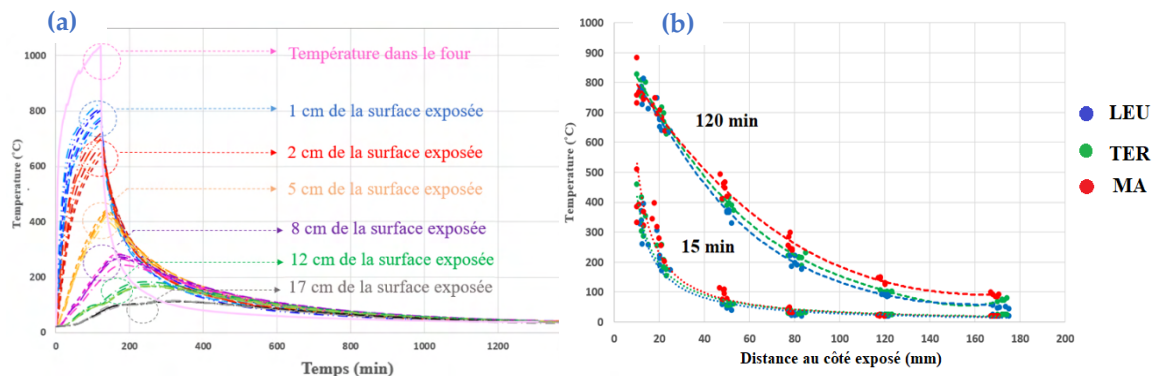 (a)
Température dans le four
1 cm de la surface exposée
2 cm de la surface exposée
5 cm de la surface exposée
8 cm de la surface exposée
12 cm de la surface exposée
17 cm de la surface exposée
Température (˚C)
1000
800
600
400
200
0
0 200 400 600 800 1000 1200
Temps (min)
(b)
Temperature (˚C)
1000
900
800
700
600
500
400
300
200
100
0
120 min
15 min
0 20 40 60 80 100 120 140 160 180 200
Distance au côté exposé (mm)
LEU
TER
MA